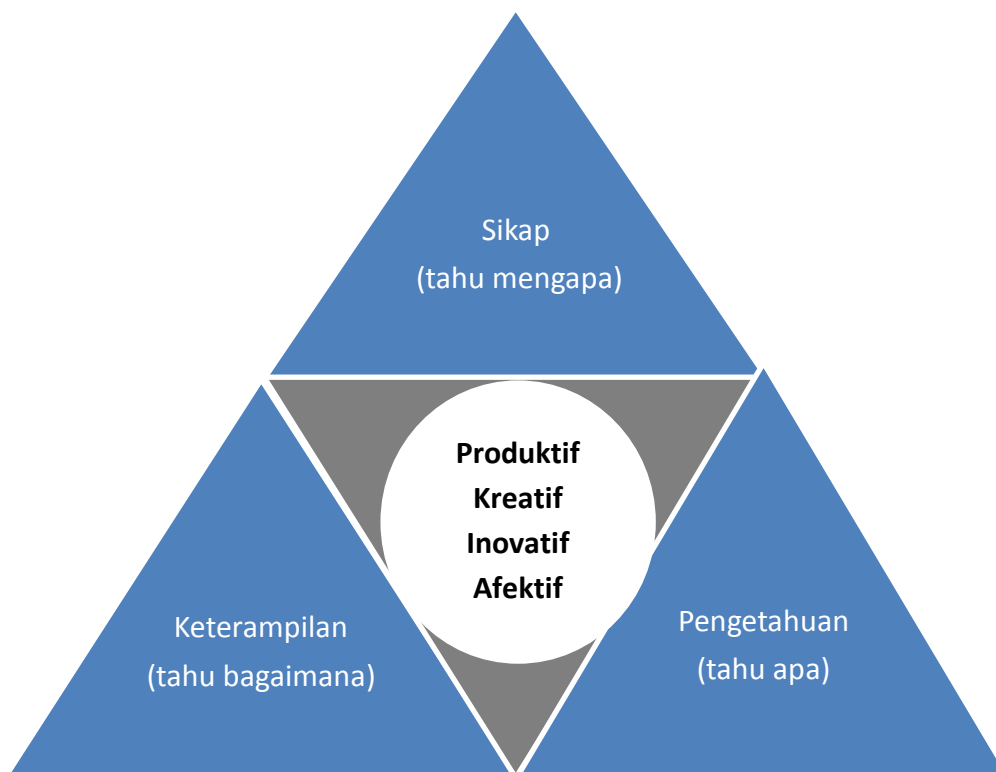 Sikap
(tahu mengapa)
Produktif
Kreatif
Inovatif
Afektif
Keterampilan
(tahu bagaimana)
Pengetahuan
(tahu apa)